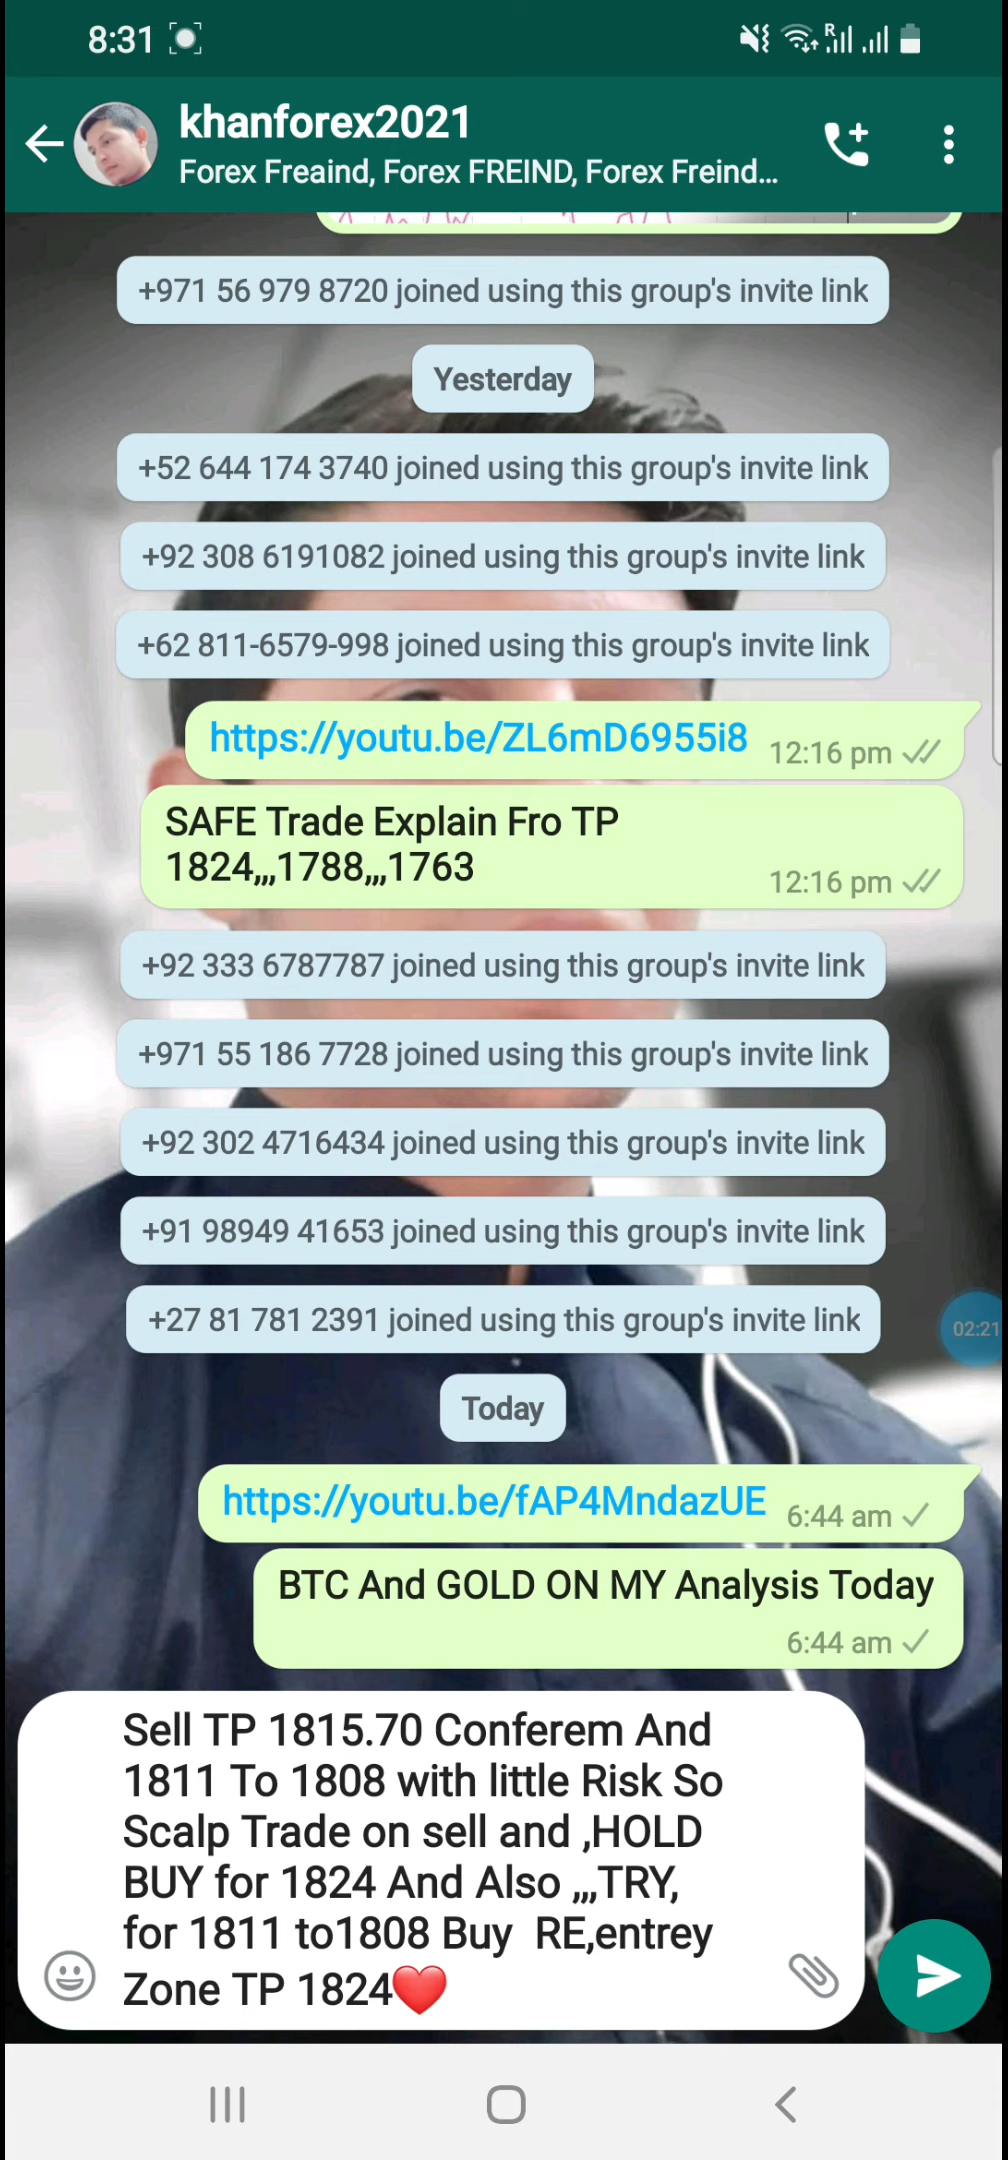 8:31
R
khanforex2021
Forex Freaind, Forex FREIND, Forex Freind...
+971 56 979 8720 joined using this group's invite link
Yesterday
+52 644 174 3740 joined using this group's invite link
+92 308 6191082 joined using this group's invite link
+62 811-6579-998 joined using this group's invite link
https://youtu.be/ZL6mD6955i8 12:16 pm
SAFE Trade Explain Fro TP
1824,,,1788,,,1763
12:16 pm
+92 333 6787787 joined using this group's invite link
+971 55 186 7728 joined using this group's invite link
+92 302 4716434 joined using this group's invite link
+91 98949 41653 joined using this group's invite link
+27 81 781 2391 joined using this group's invite link
02:21
Today
https://youtu.be/fAP4MndazUE 6:44 am
BTC And GOLD ON MY Analysis Today
6:44 am
Sell TP 1815.70 Conferem And
1811 To 1808 with little Risk So
Scalp Trade on sell and ,HOLD
BUY for 1824 And Also ,,,TRY,
for 1811 to1808 Buy  RE,entrey
Zone TP 1824❤️